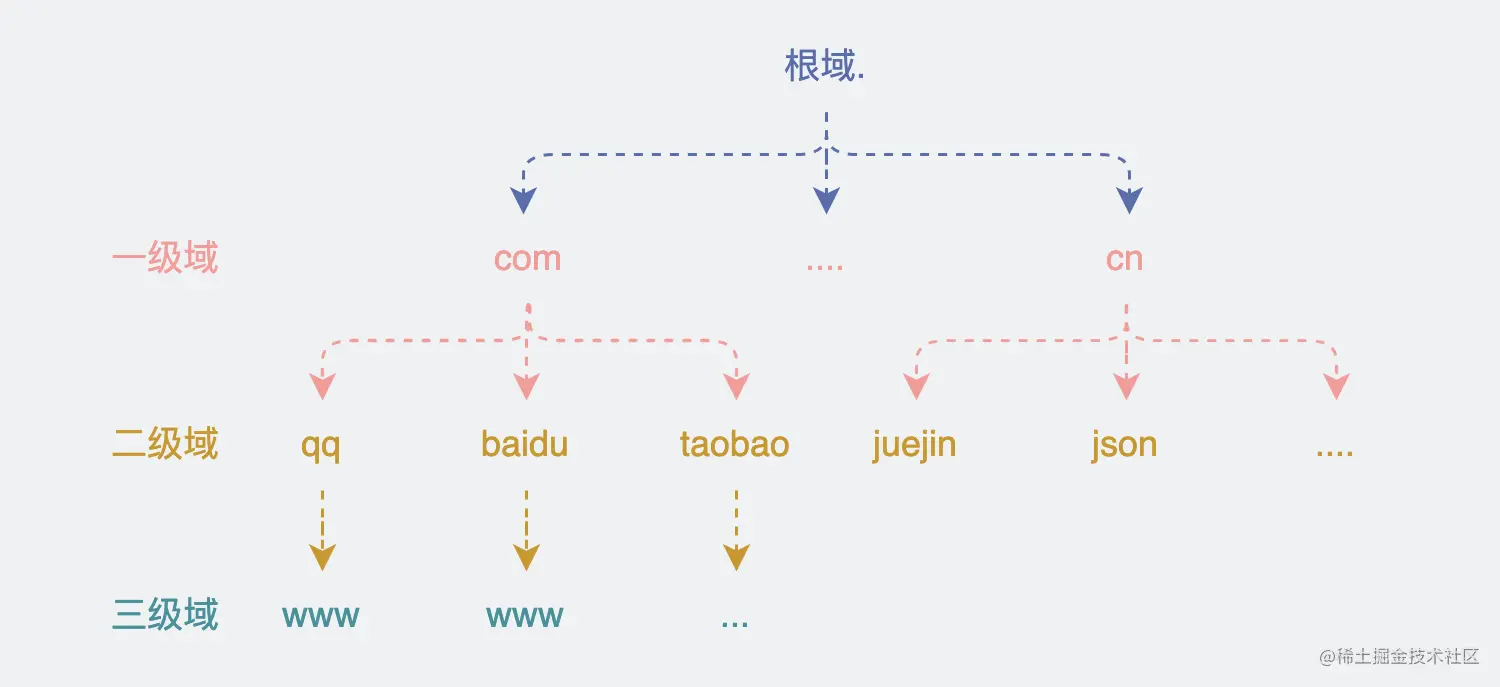 根域.
一级域 com .... cn
二级域 qq baidu taobao juejin json ....
三级域 www www ...
@稀土掘金技术社区